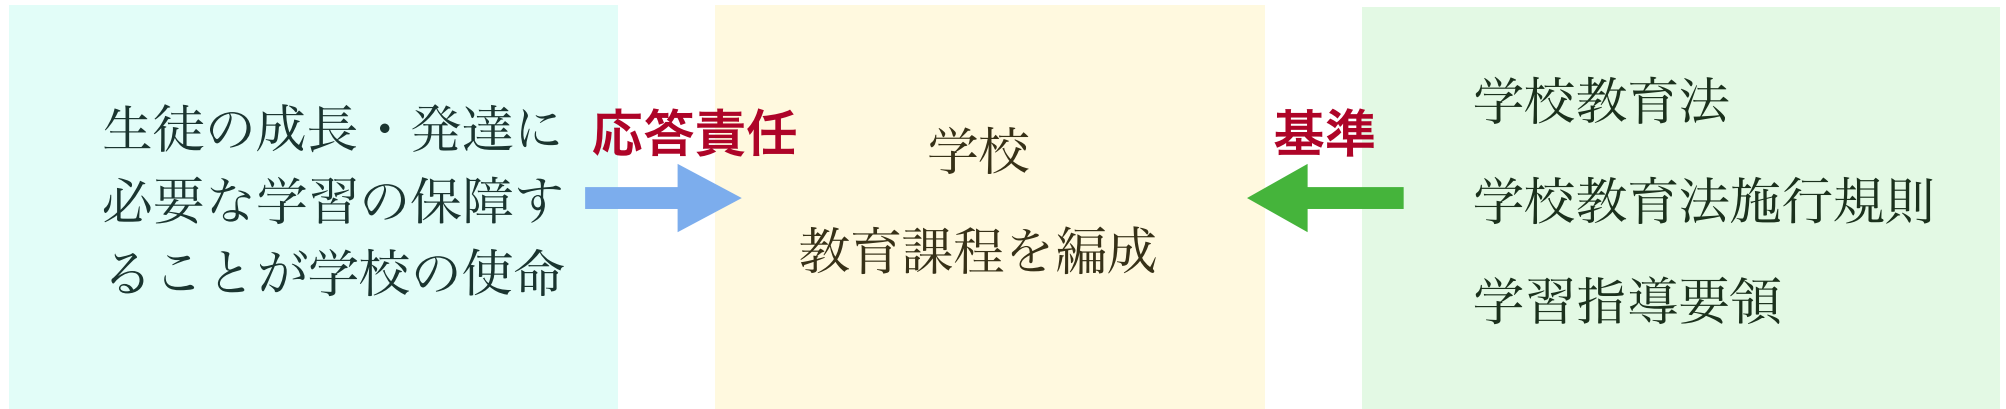 生徒の成長・発達に
必要な学習の保障す
ることが学校の使命
応答責任
学校
教育課程を編成
基準
学校教育法
学校教育法施行規則
学習指導要領